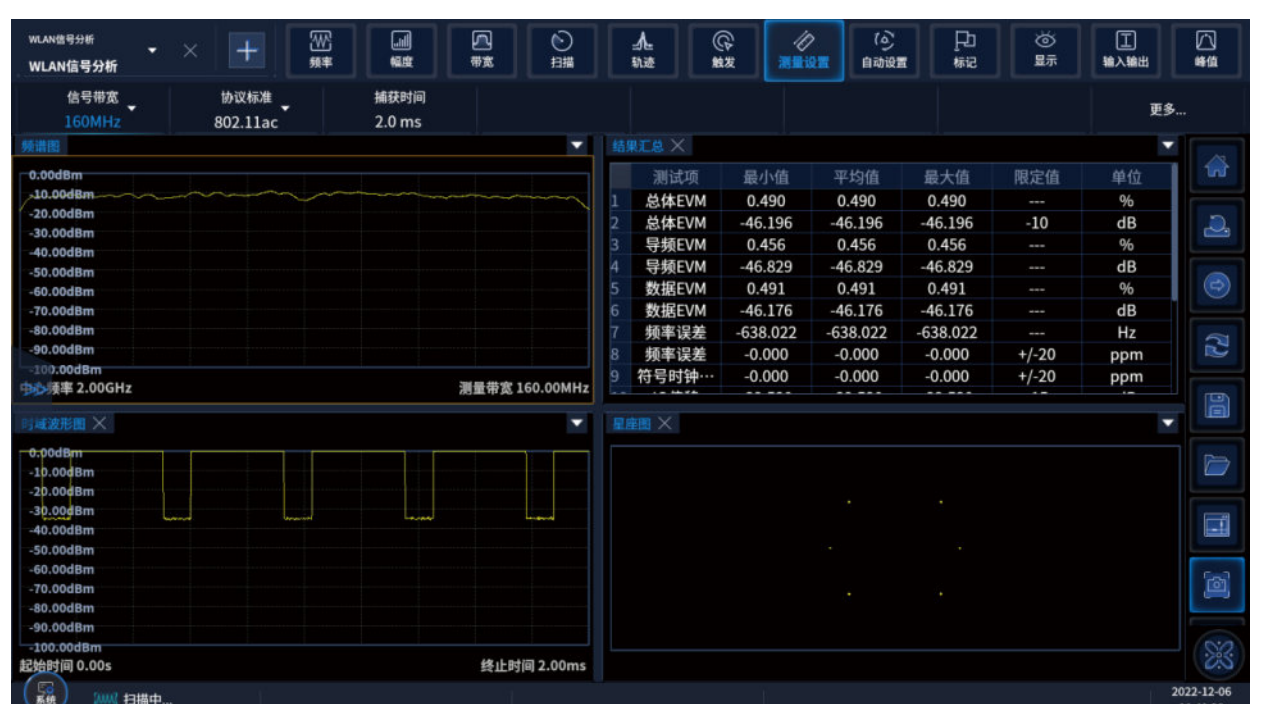 WLAN信号分析
WLAN信号分析
频率 幅度 带宽 扫描 轨迹 触发 测量设置 自动设置 标记 显示 输入输出 峰值
信号带宽 协议标准 捕获时间
160MHz 802.11ac 2.0 ms
更多...
频谱图
0.00dBm
-10.00dBm
-20.00dBm
-30.00dBm
-40.00dBm
-50.00dBm
-60.00dBm
-70.00dBm
-80.00dBm
-90.00dBm
-100.00dBm
中心频率 2.00GHz 测量带宽 160.00MHz
结果汇总
测试项 最小值 平均值 最大值 限定值 单位
1 总体EVM 0.490 0.490 0.490 --- %
2 总体EVM -46.196 -46.196 -46.196 -10 dB
3 导频EVM 0.456 0.456 0.456 --- %
4 导频EVM -46.829 -46.829 -46.829 --- dB
5 数据EVM 0.491 0.491 0.491 --- %
6 数据EVM -46.176 -46.176 -46.176 --- dB
7 频率误差 -638.022 -638.022 -638.022 --- Hz
8 频率误差 -0.000 -0.000 -0.000 +/-20 ppm
9 符号时钟… -0.000 -0.000 -0.000 +/-20 ppm
时域波形图
0.00dBm
-10.00dBm
-20.00dBm
-30.00dBm
-40.00dBm
-50.00dBm
-60.00dBm
-70.00dBm
-80.00dBm
-90.00dBm
-100.00dBm
起始时间 0.00s 终止时间 2.00ms
星座图
系统
扫描中...
2022-12-06